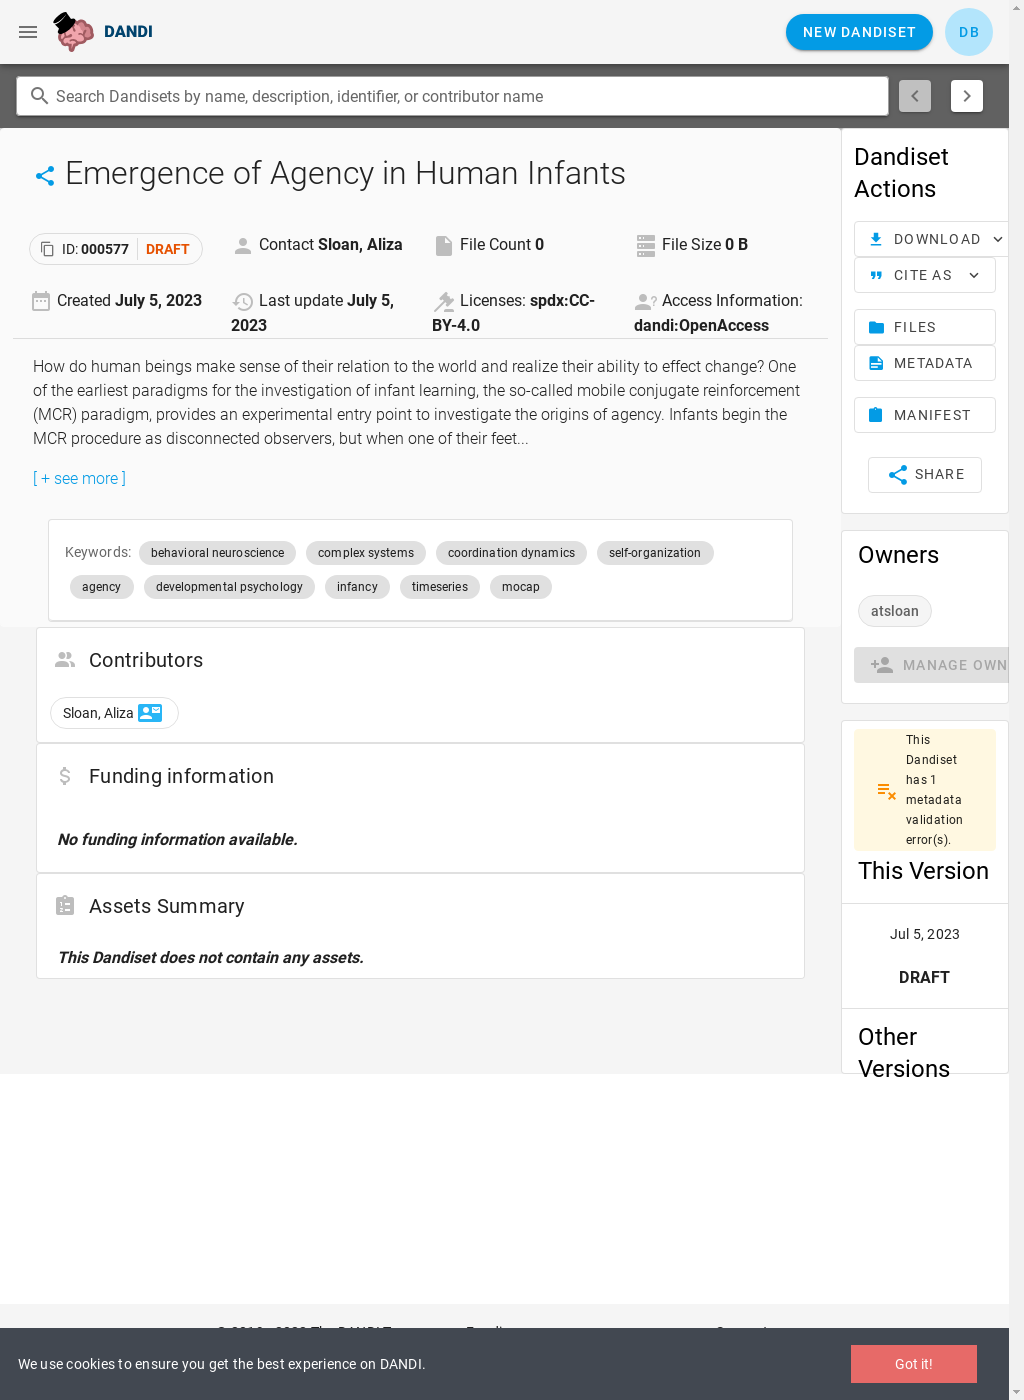 DANDI
NEW DANDISET
DB
Search Dandisets by name, description, identifier, or contributor name
Emergence of Agency in Human Infants
ID: 000577 DRAFT
Contact Sloan, Aliza
File Count 0
File Size 0 B
Created July 5, 2023
Last update July 5,
2023
Licenses: spdx:CC-
BY-4.0
Access Information:
dandi:OpenAccess
How do human beings make sense of their relation to the world and realize their ability to effect change? One
of the earliest paradigms for the investigation of infant learning, the so-called mobile conjugate reinforcement
(MCR) paradigm, provides an experimental entry point to investigate the origins of agency. Infants begin the
MCR procedure as disconnected observers, but when one of their feet...
[ + see more ]
Keywords: behavioral neuroscience complex systems coordination dynamics self-organization
agency developmental psychology infancy timeseries mocap
Contributors
Sloan, Aliza
Funding information
No funding information available.
Assets Summary
This Dandiset does not contain any assets.
Dandiset
Actions
DOWNLOAD
CITE AS
FILES
METADATA
MANIFEST
SHARE
Owners
atsloan
MANAGE OWN
This
Dandiset
has 1
metadata
validation
error(s).
This Version
Jul 5, 2023
DRAFT
Other
Versions
We use cookies to ensure you get the best experience on DANDI.
Got it!